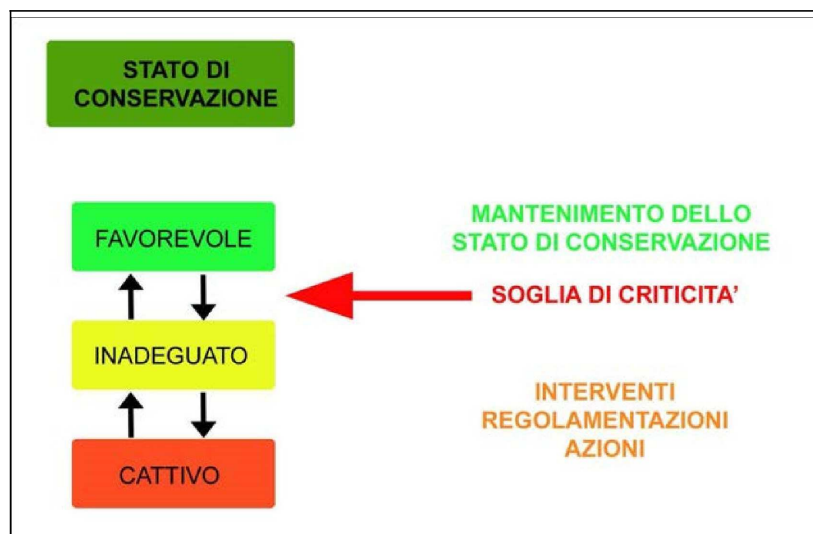 STATO DI
CONSERVAZIONE
FAVOREVOLE
MANTENIMENTO DELLO
STATO DI CONSERVAZIONE
SOGLIA DI CRITICITA’
INADEGUATO
INTERVENTI
REGOLAMENTAZIONI
AZIONI
CATTIVO